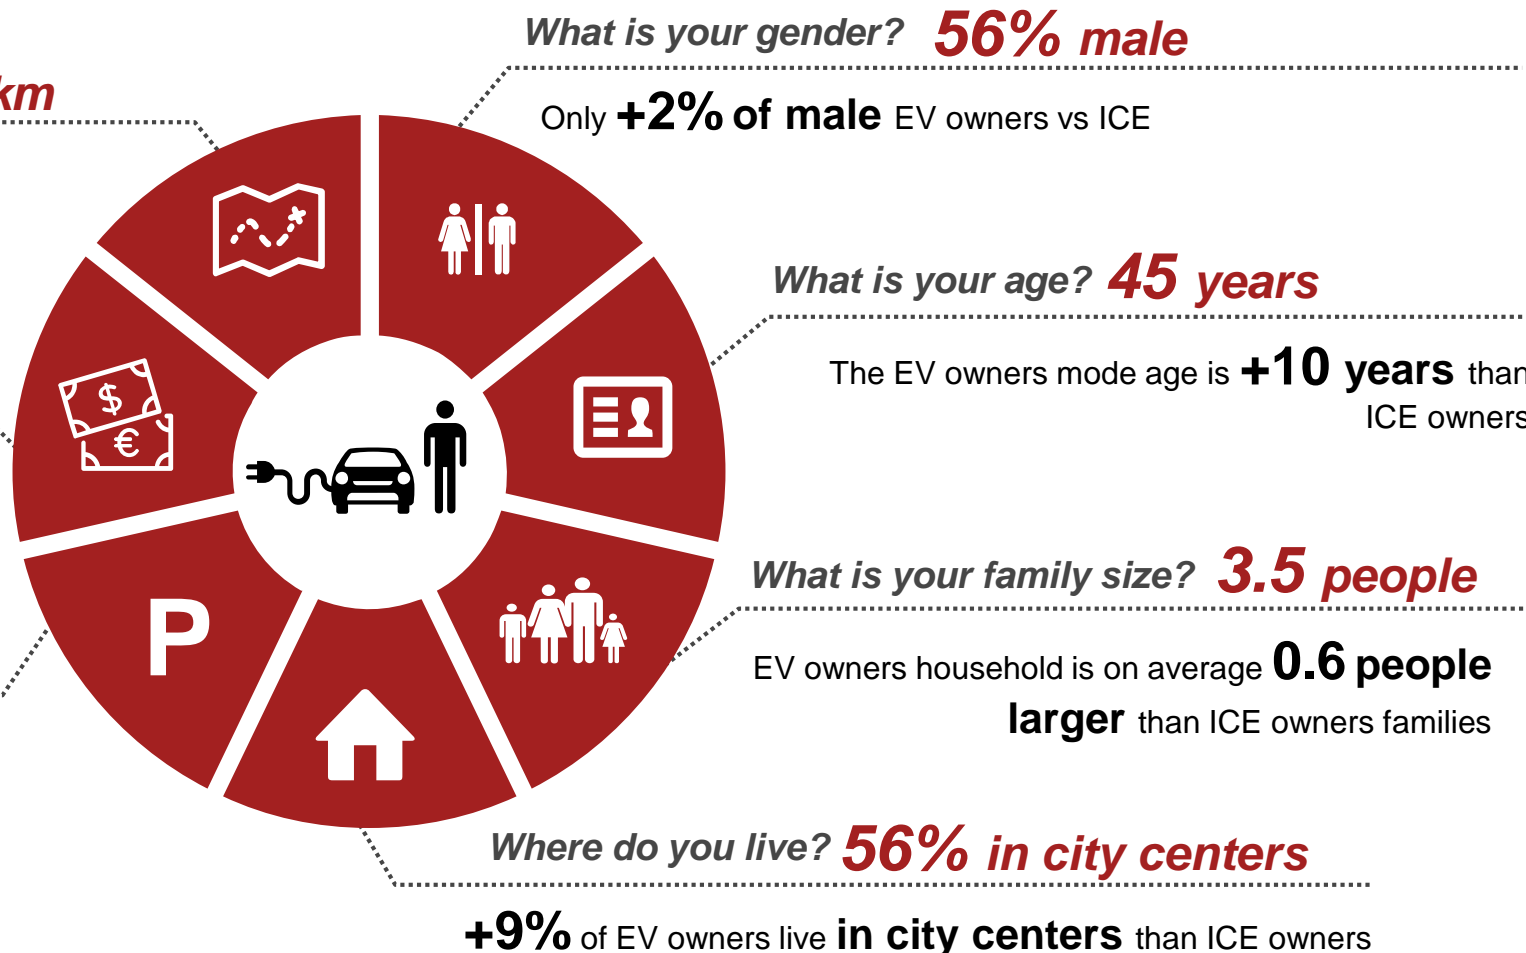 What is your gender? 56% male
km
Only +2% of male EV owners vs ICE
What is your age? 45 years
The EV owners mode age is +10 years than
ICE owners
$
€
What is your family size? 3.5 people
P
EV owners household is on average 0.6 people
larger than ICE owners families
Where do you live? 56% in city centers
+9% of EV owners live in city centers than ICE owners